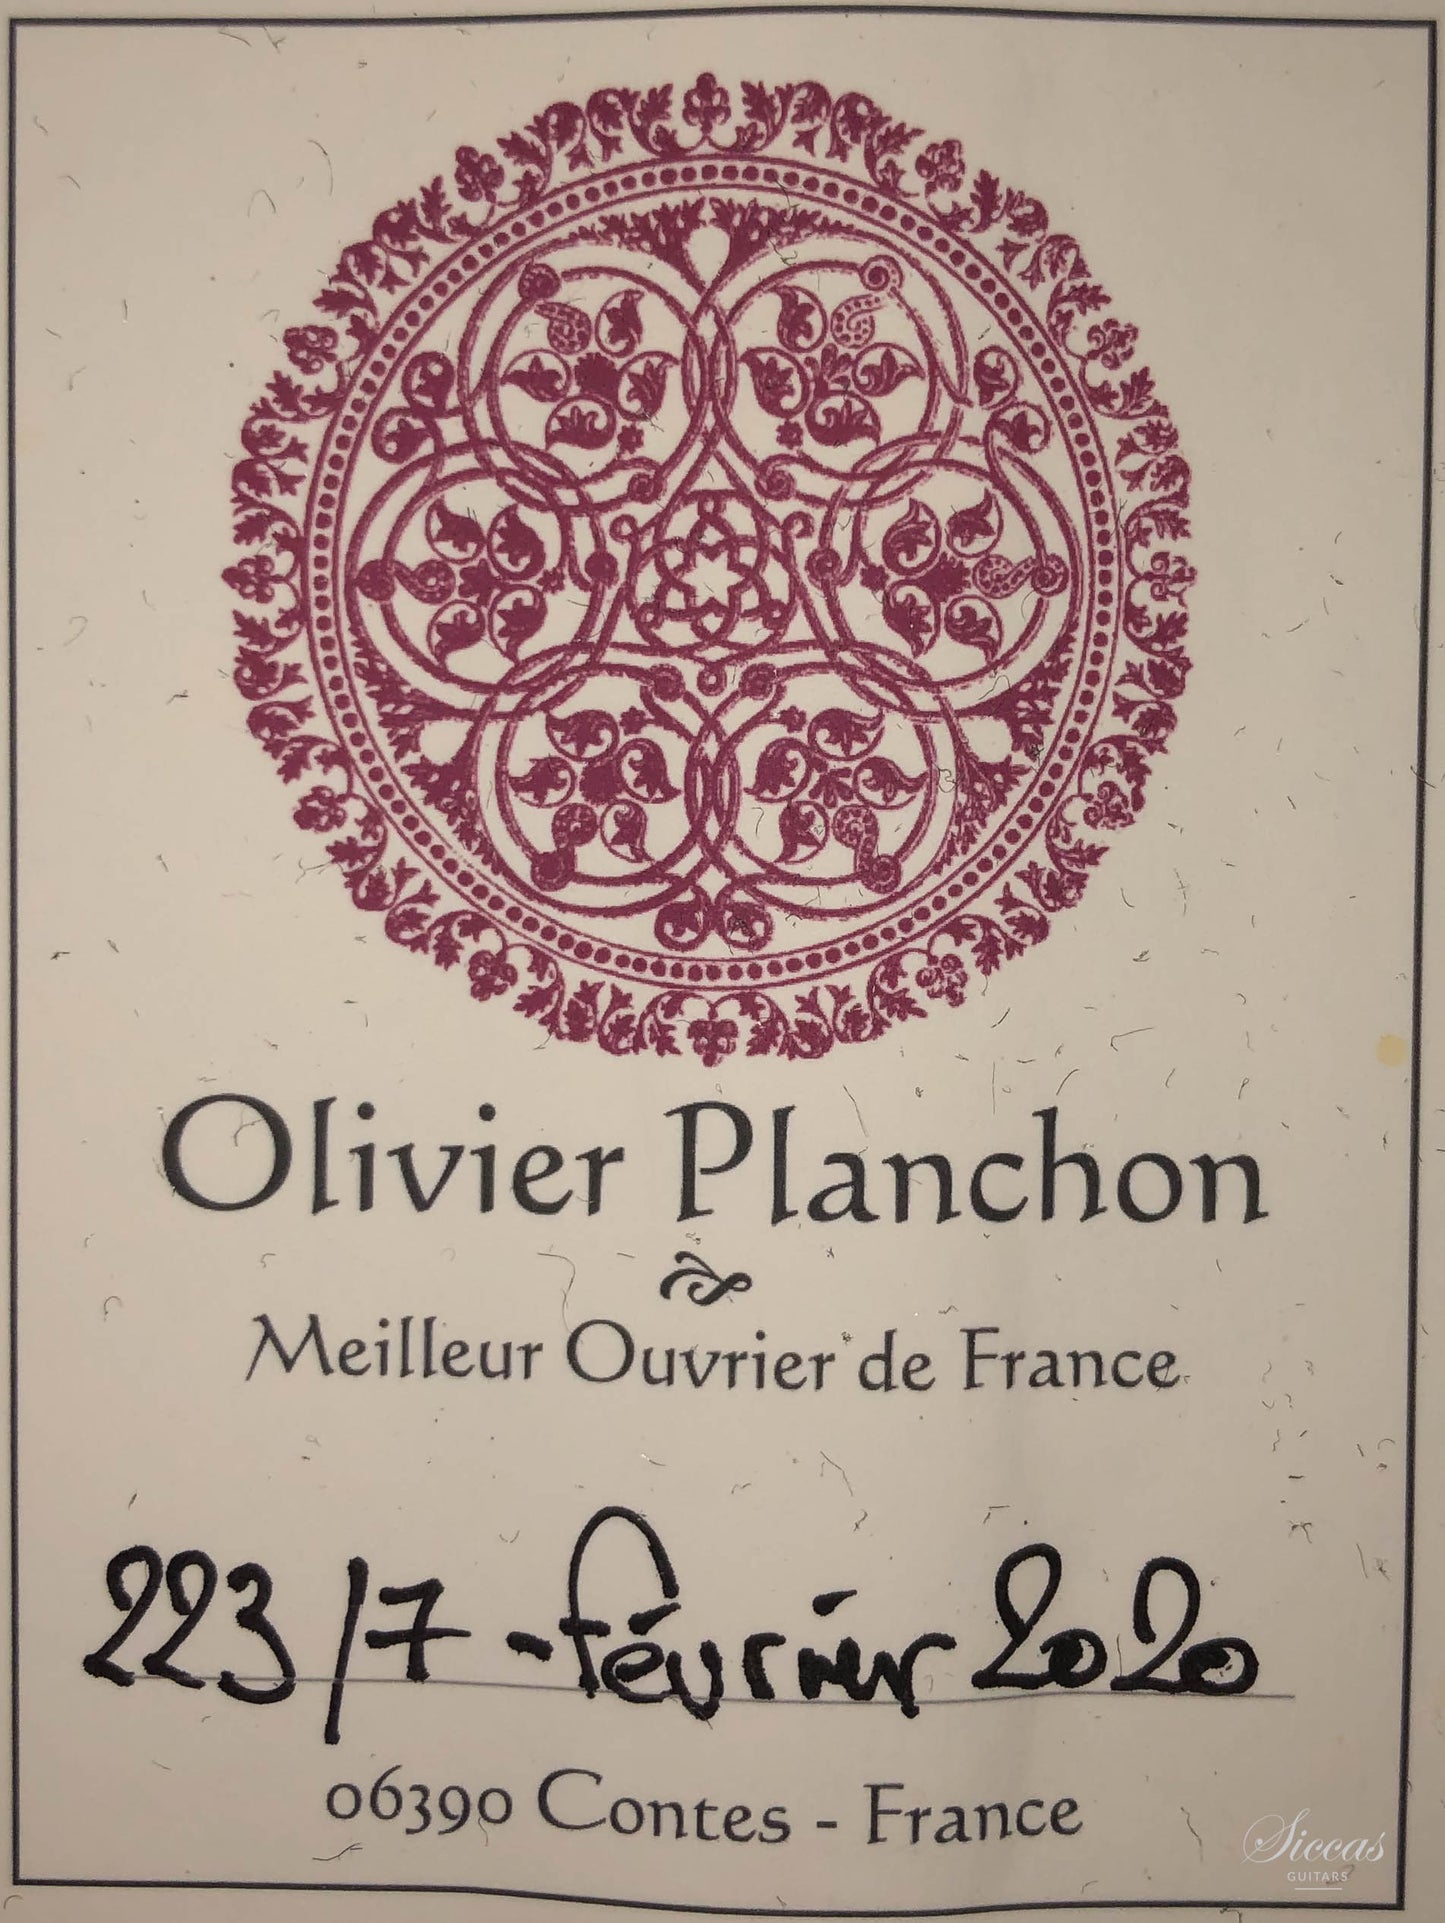 Olivier Planchon
Meilleur Ouvrier de France
223/7 - février 2020
06390 Contes - France
Siccas
GUITARS